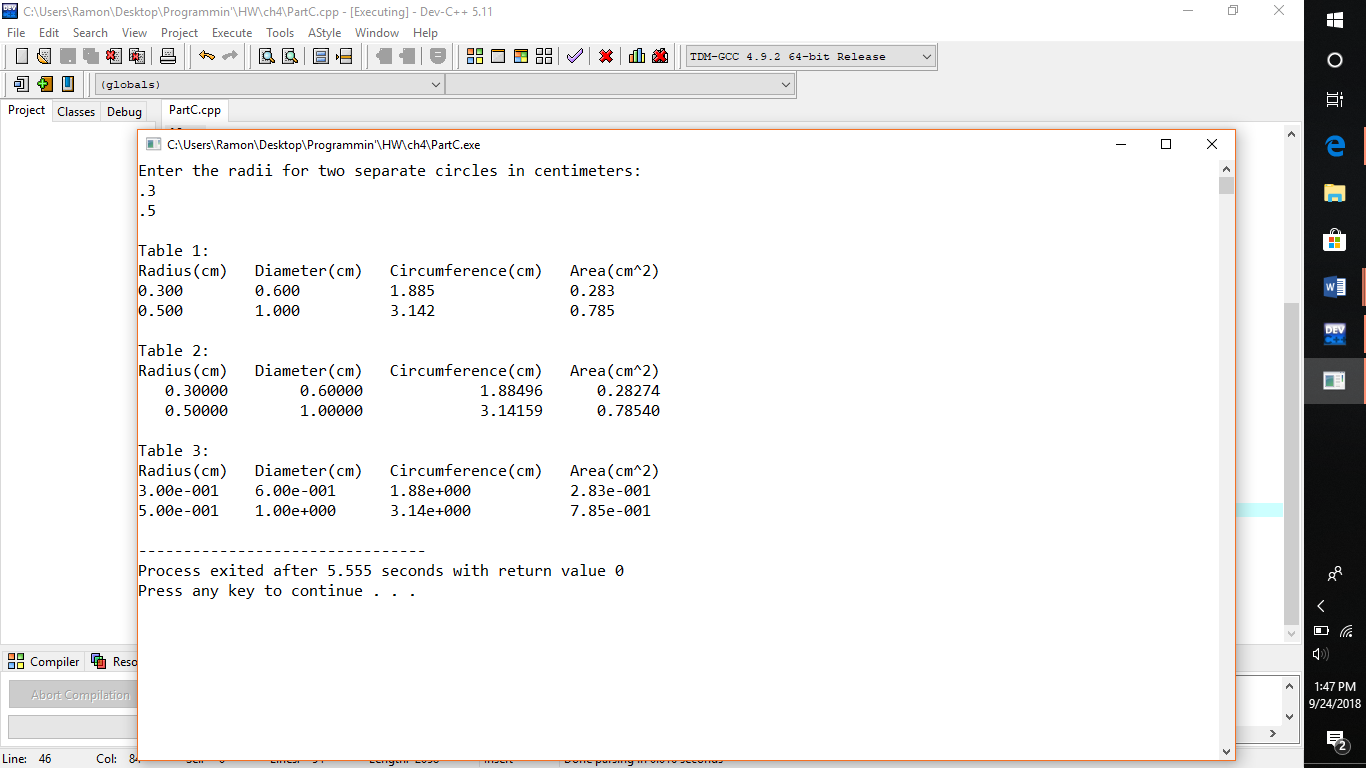 C:\Users\Ramon\Desktop\Programmin'\HW\ch4\PartC.cpp - [Executing] - Dev-C++ 5.11
File Edit Search View Project Execute Tools AStyle Window Help
TDM-GCC 4.9.2 64-bit Release
(globals)
Project Classes Debug PartC.cpp
C:\Users\Ramon\Desktop\Programmin'\HW\ch4\PartC.exe
Enter the radii for two separate circles in centimeters:
.3
.5
Table 1:
Radius(cm) Diameter(cm) Circumference(cm) Area(cm^2)
0.300 0.600 1.885 0.283
0.500 1.000 3.142 0.785
Table 2:
Radius(cm) Diameter(cm) Circumference(cm) Area(cm^2)
0.30000 0.60000 1.88496 0.28274
0.50000 1.00000 3.14159 0.78540
Table 3:
Radius(cm) Diameter(cm) Circumference(cm) Area(cm^2)
3.00e-001 6.00e-001 1.88e+000 2.83e-001
5.00e-001 1.00e+000 3.14e+000 7.85e-001
--------------------------------
Process exited after 5.555 seconds with return value 0
Press any key to continue . . .
Compiler Reso
Abort Compilation
Line: 46 Col:
DEV
W
1:47 PM
9/24/2018
2